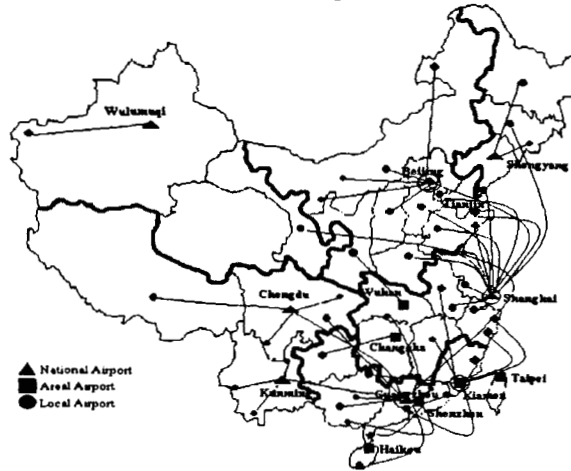 Wulumuqi
Shengyang
Beijing
Tianjin
Chengdu
Wuhan
Shanghai
Changsha
National Airport
Areal Airport
Local Airport
Kunming
Guangzhou
Xiamen
Taipei
Shenzhen
Haikou